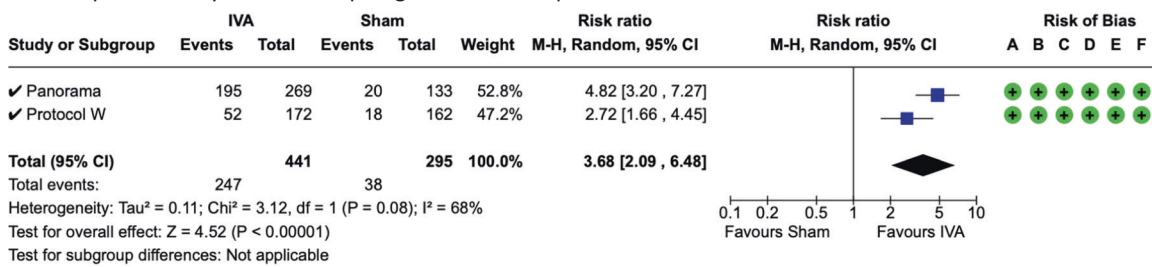 IVA Sham Risk ratio Risk ratio Risk of Bias
Study or Subgroup Events Total Events Total Weight M-H, Random, 95% CI M-H, Random, 95% CI A B C D E F
✔ Panorama 195 269 20 133 52.8% 4.82 [3.20 , 7.27] + + + + + +
✔ Protocol W 52 172 18 162 47.2% 2.72 [1.66 , 4.45] + + + + + +
Total (95% CI) 441 295 100.0% 3.68 [2.09 , 6.48]
Total events: 247 38
Heterogeneity: Tau² = 0.11; Chi² = 3.12, df = 1 (P = 0.08); I² = 68%
0.1 0.2 0.5 1 2 5 10
Test for overall effect: Z = 4.52 (P < 0.00001)
Favours Sham Favours IVA
Test for subgroup differences: Not applicable